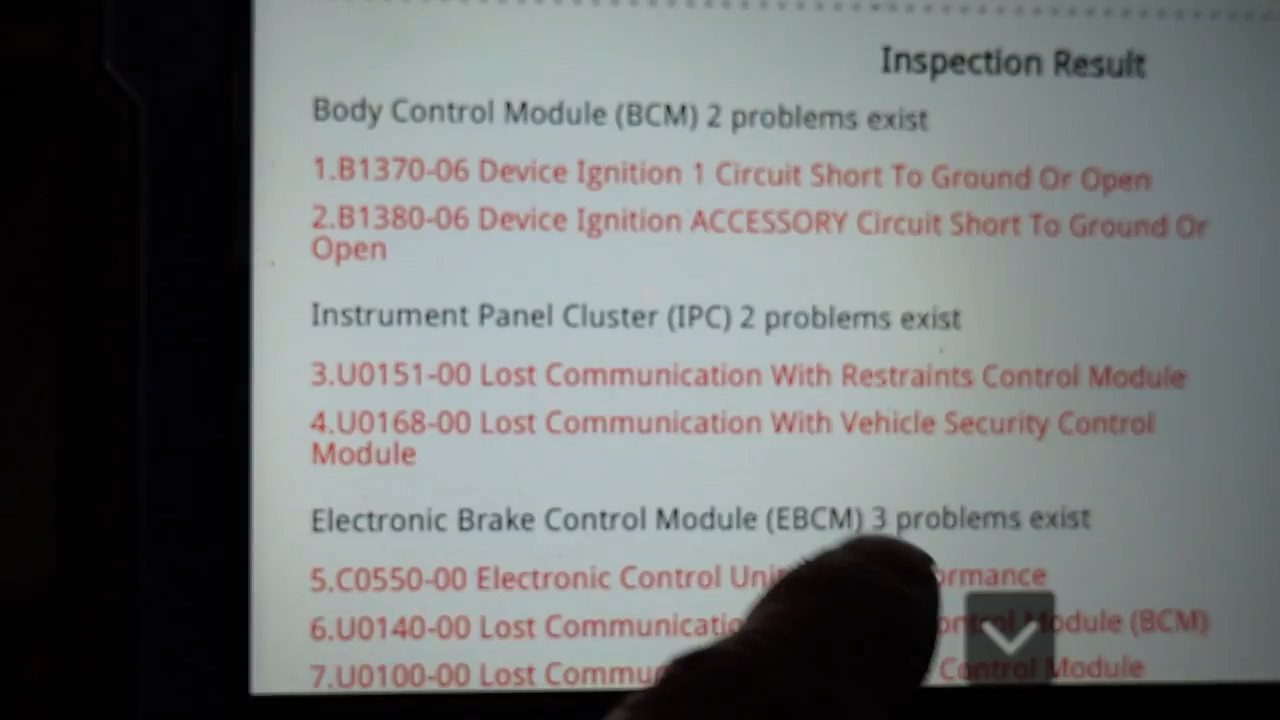 Inspection Result
Body Control Module (BCM) 2 problems exist
1.B1370-06 Device Ignition 1 Circuit Short To Ground Or Open
2.B1380-06 Device Ignition ACCESSORY Circuit Short To Ground Or
Open
Instrument Panel Cluster (IPC) 2 problems exist
3.U0151-00 Lost Communication With Restraints Control Module
4.U0168-00 Lost Communication With Vehicle Security Control
Module
Electronic Brake Control Module (EBCM) 3 problems exist
5.C0550-00 Electronic Control
6.U0140-00 Lost Module (BCM)
7.U0100-00 Lost Control Module